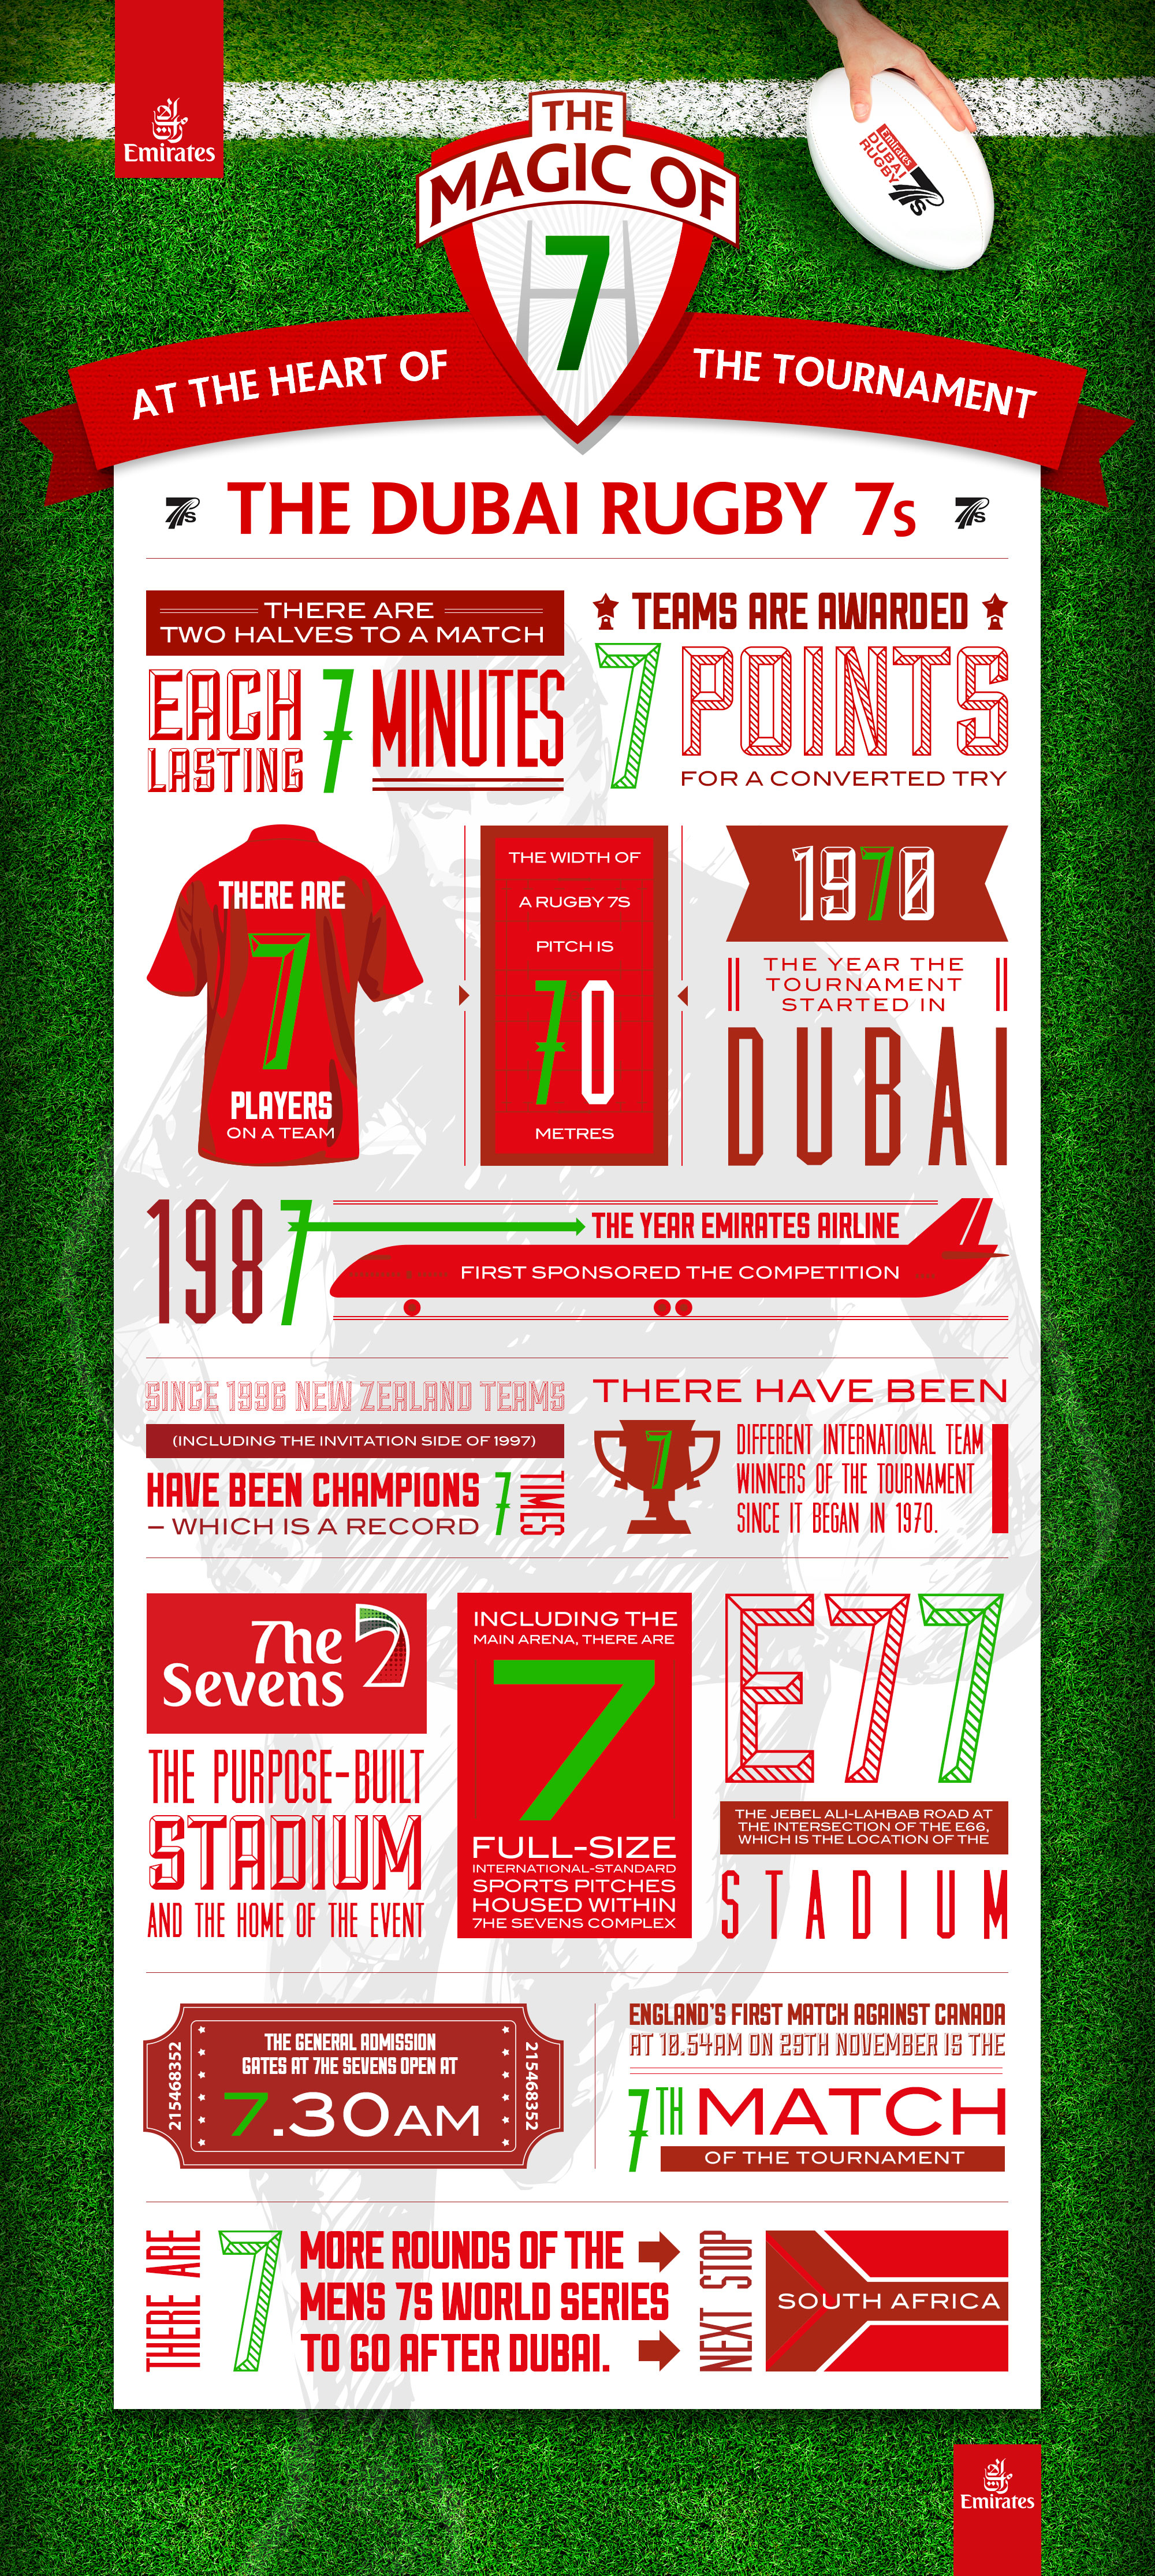 Emirates
THE
MAGIC OF
7
Emirates
DUBAI
RUGBY
7s
AT THE HEART OF THE TOURNAMENT
7s THE DUBAI RUGBY 7s 7s
THERE ARE
TWO HALVES TO A MATCH
EACH
LASTING
7 MINUTES
TEAMS ARE AWARDED
7 POINTS
FOR A CONVERTED TRY
THERE ARE
7
PLAYERS
ON A TEAM
THE WIDTH OF
A RUGBY 7S
PITCH IS
70
METRES
1970
THE YEAR THE
TOURNAMENT
STARTED IN
DUBAI
1987
THE YEAR EMIRATES AIRLINE
FIRST SPONSORED THE COMPETITION
SINCE 1996 NEW ZEALAND TEAMS
(INCLUDING THE INVITATION SIDE OF 1997)
HAVE BEEN CHAMPIONS
– WHICH IS A RECORD
7 TIMES
THERE HAVE BEEN
7
DIFFERENT INTERNATIONAL TEAM
WINNERS OF THE TOURNAMENT
SINCE IT BEGAN IN 1970.
7he
Sevens
THE PURPOSE-BUILT
STADIUM
AND THE HOME OF THE EVENT
INCLUDING THE
MAIN ARENA, THERE ARE
7
FULL-SIZE
INTERNATIONAL-STANDARD
SPORTS PITCHES
HOUSED WITHIN
7HE SEVENS COMPLEX
E77
THE JEBEL ALI-LAHBAB ROAD AT
THE INTERSECTION OF THE E66,
WHICH IS THE LOCATION OF THE
STADIUM
215468352
THE GENERAL ADMISSION
GATES AT 7HE SEVENS OPEN AT
7.30AM
215468352
ENGLAND'S FIRST MATCH AGAINST CANADA
AT 10.54AM ON 29TH NOVEMBER IS THE
7TH MATCH
OF THE TOURNAMENT
THERE ARE
7
MORE ROUNDS OF THE
MENS 7S WORLD SERIES
TO GO AFTER DUBAI.
NEXT STOP
SOUTH AFRICA
Emirates